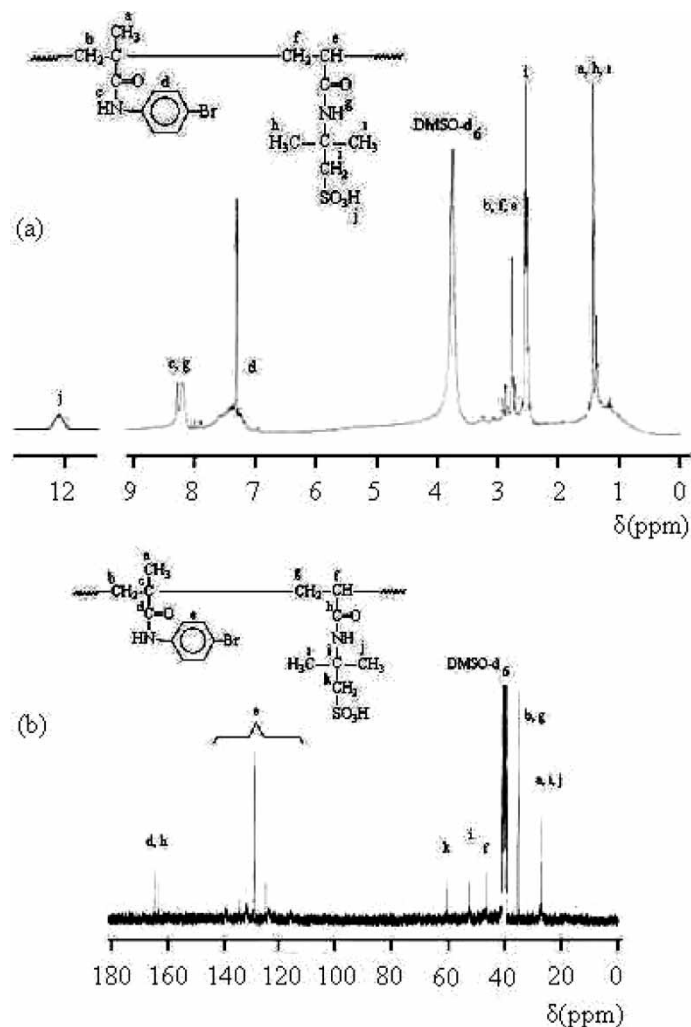 a
b CH₃ f e
CH₂ C CH₂ CH
C=O d C=O
HN Br NH g
h i
H₃C C CH₃
CH₂
SO₃H
j
DMSO-d₆
b, f, e
(a)
j
c, g
d
12 9 8 7 6 5 4 3 2 1 0
δ(ppm)
a
b CH₃ g f
CH₂ C CH₂ CH
d C=O e h C=O
HN Br NH
i j
H₃C C CH₃
k CH₂
SO₃H
DMSO-d₆
(b)
e
b, g
a, i, j
d, h
k
i
f
180 160 140 120 100 80 60 40 20 0
δ(ppm)